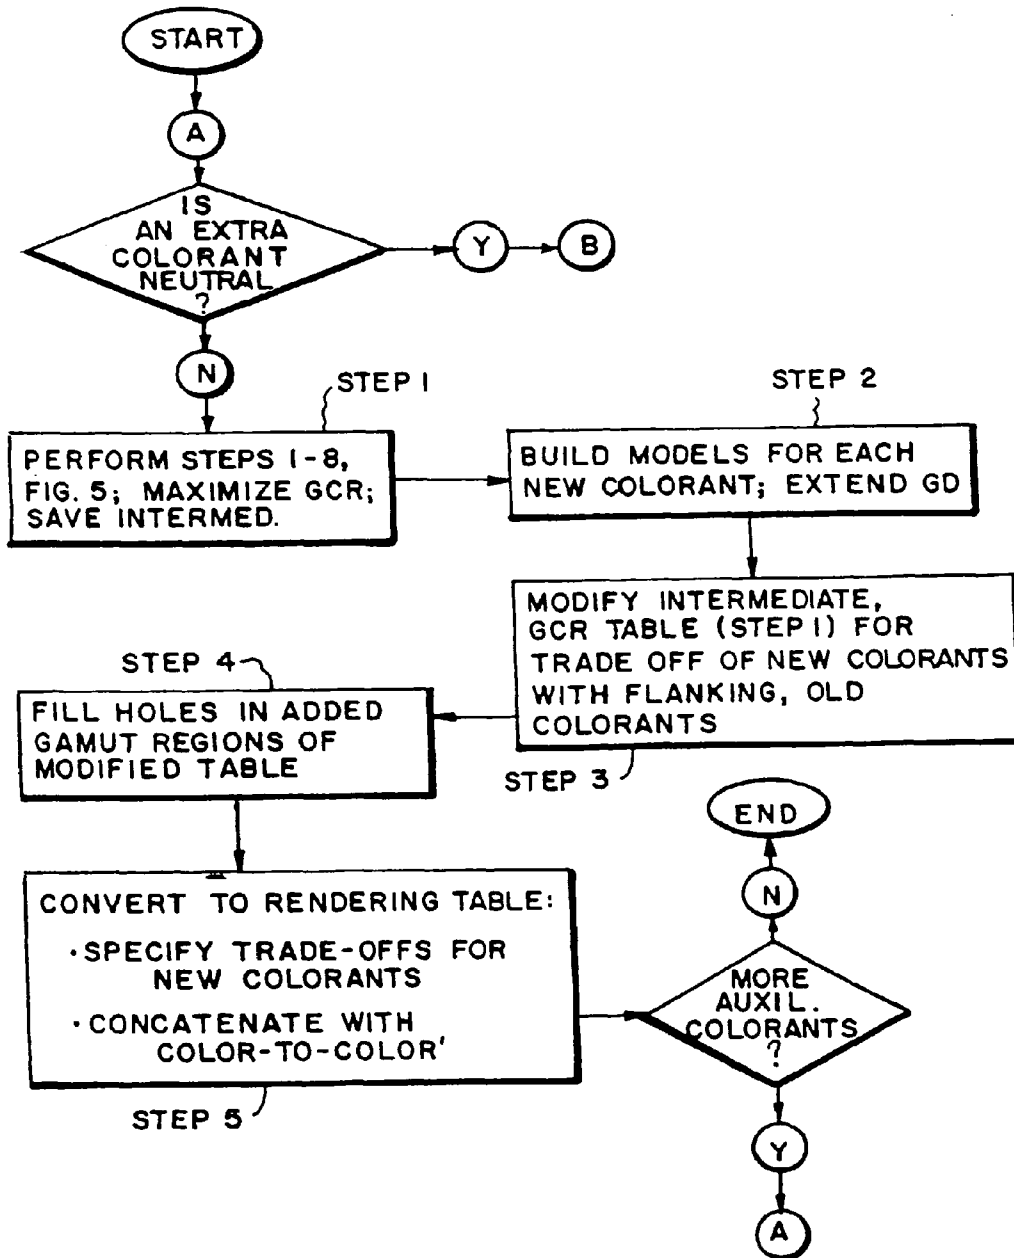 START
A
IS
AN EXTRA
COLORANT
NEUTRAL
?
Y
B
N
STEP 1
PERFORM STEPS 1-8,
FIG. 5; MAXIMIZE GCR;
SAVE INTERMED.
STEP 2
BUILD MODELS FOR EACH
NEW COLORANT; EXTEND GD
MODIFY INTERMEDIATE,
GCR TABLE (STEP 1) FOR
TRADE OFF OF NEW COLORANTS
WITH FLANKING, OLD
COLORANTS
STEP 3
STEP 4
FILL HOLES IN ADDED
GAMUT REGIONS OF
MODIFIED TABLE
CONVERT TO RENDERING TABLE:
·SPECIFY TRADE-OFFS FOR
NEW COLORANTS
·CONCATENATE WITH
COLOR-TO-COLOR'
STEP 5
END
N
MORE
AUXIL.
COLORANTS
?
Y
A